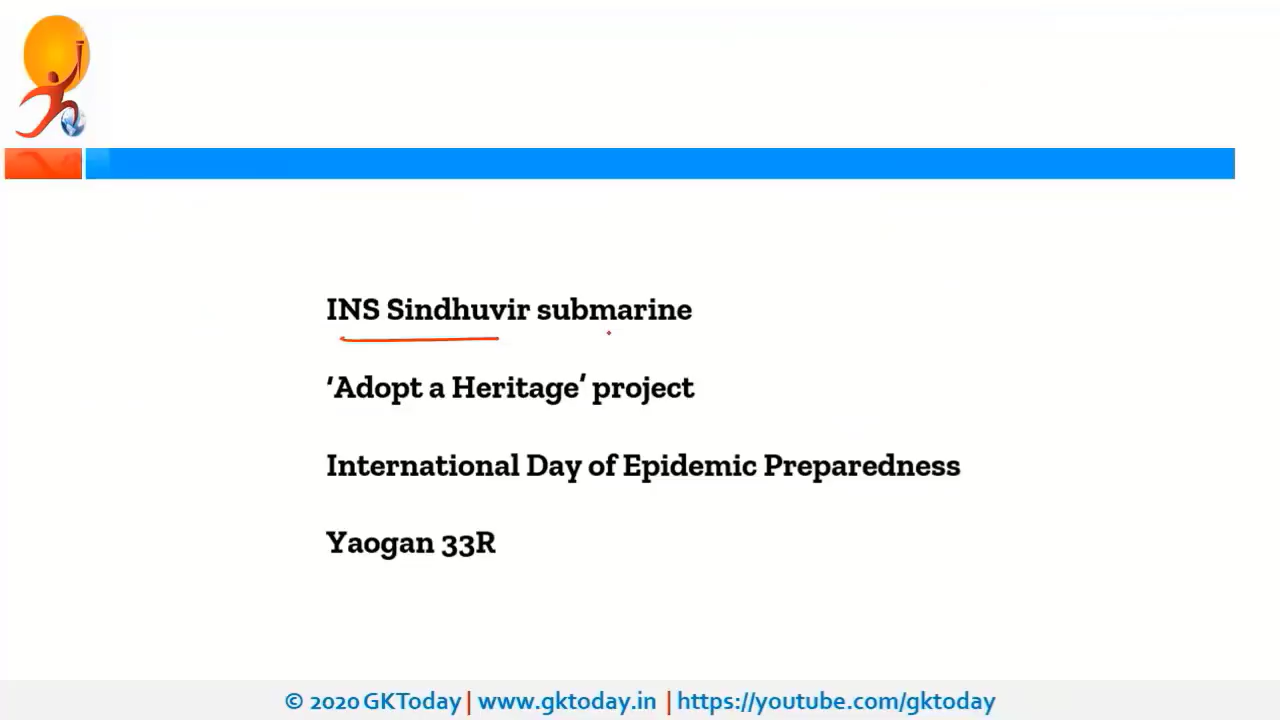 INS Sindhuvir submarine
‘Adopt a Heritage’ project
International Day of Epidemic Preparedness
Yaogan 33R
© 2020 GKToday | www.gktoday.in | https://youtube.com/gktoday